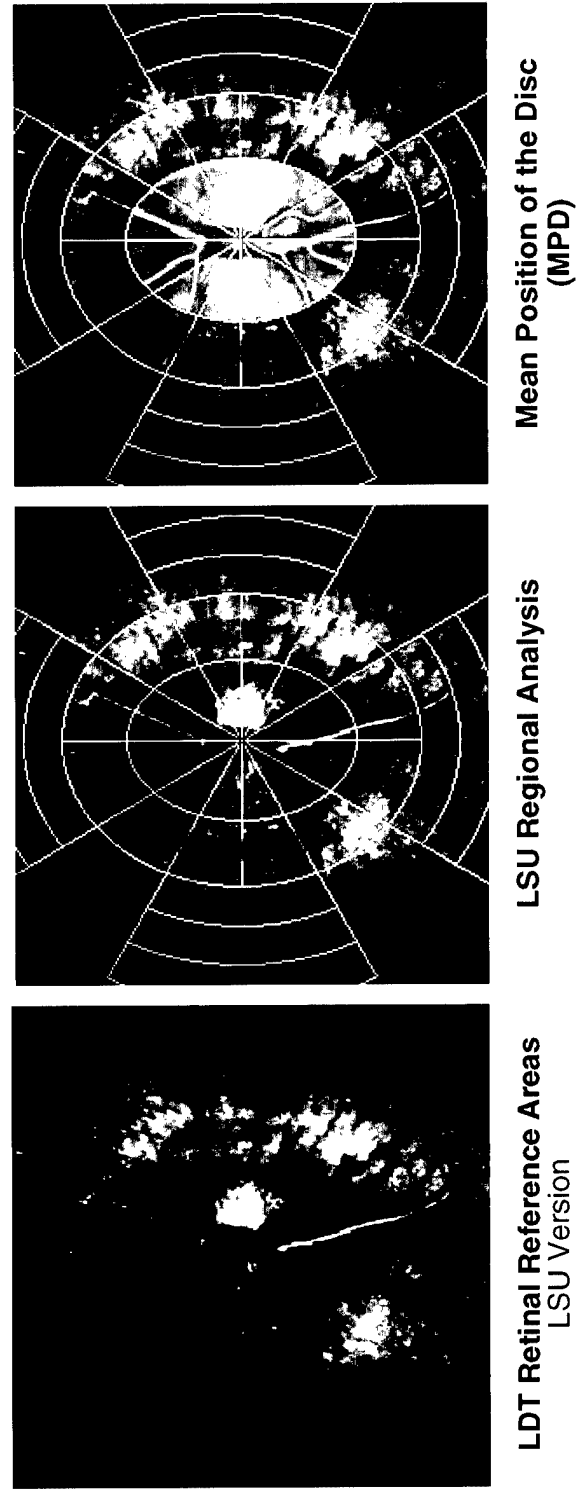 LDT Retinal Reference Areas
LSU Version
LSU Regional Analysis
Mean Position of the Disc
(MPD)